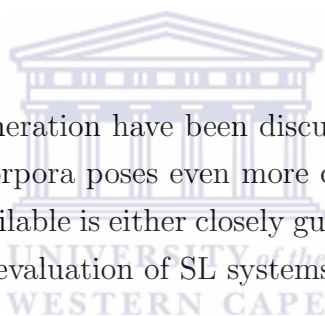 neration have been discu
orpora poses even more c
ilable is either closely gu
UNIVERSITY of the
evaluation of SL systems
WESTERN CAPE